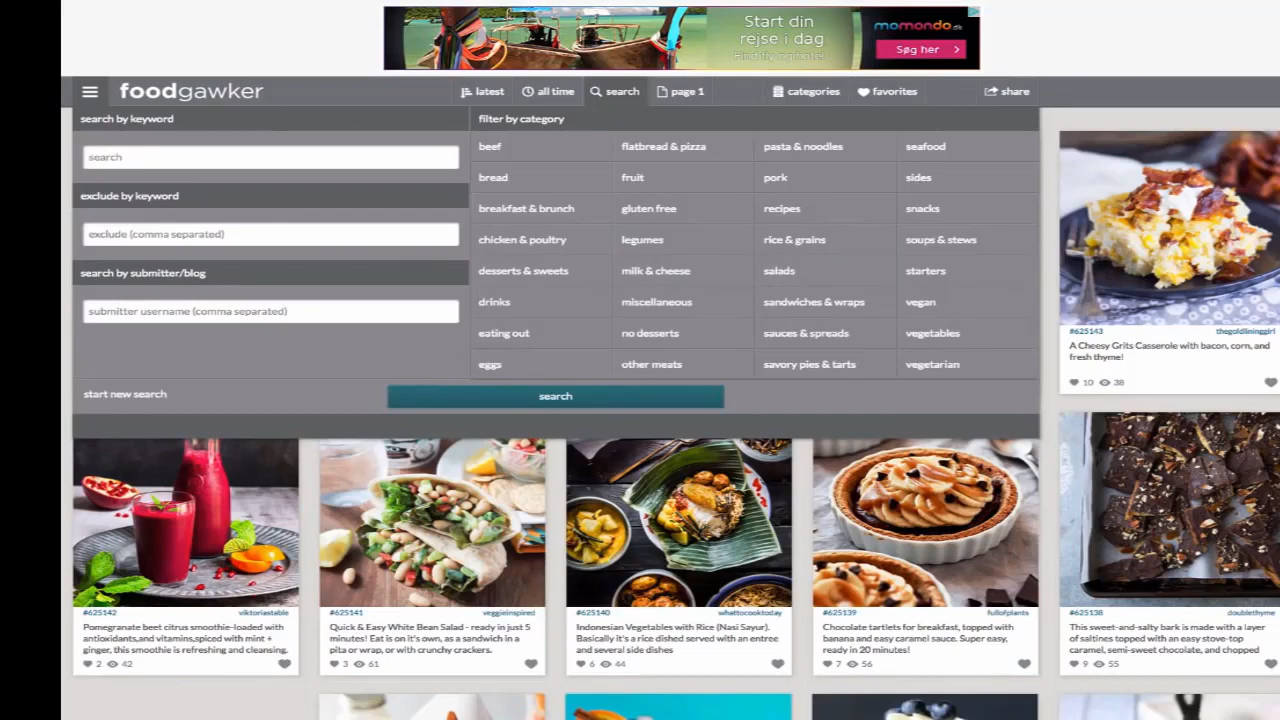 Start din
rejse i dag
Find fly og hotel
momondo.dk
Søg her
foodgawker
latest
all time
search
page 1
categories
favorites
share
search by keyword
search
exclude by keyword
exclude (comma separated)
search by submitter/blog
submitter username (comma separated)
filter by category
beef flatbread & pizza pasta & noodles seafood
bread fruit pork sides
breakfast & brunch gluten free recipes snacks
chicken & poultry legumes rice & grains soups & stews
desserts & sweets milk & cheese salads starters
drinks miscellaneous sandwiches & wraps vegan
eating out no desserts sauces & spreads vegetables
eggs other meats savory pies & tarts vegetarian
start new search
search
#625143 thegoldlininggirl
A Cheesy Grits Casserole with bacon, corn, and
fresh thyme!
10 38
#625142 viktoriastable
Pomegranate beet citrus smoothie-loaded with
antioxidants,and vitamins,spiced with mint +
ginger, this smoothie is refreshing and cleansing.
2 42
#625141 veggieinspired
Quick & Easy White Bean Salad - ready in just 5
minutes! Eat is on it's own, as a sandwich in a
pita or wrap, or with crunchy crackers.
3 61
#625140 whattocooktoday
Indonesian Vegetables with Rice (Nasi Sayur).
Basically it's a rice dished served with an entree
and several side dishes
6 44
#625139 fullofplants
Chocolate tartlets for breakfast, topped with
banana and easy caramel sauce. Super easy,
ready in 20 minutes!
7 56
#625138 doublethyme
This sweet-and-salty bark is made with a layer
of saltines topped with an easy stove-top
caramel, semi-sweet chocolate, and chopped
9 55